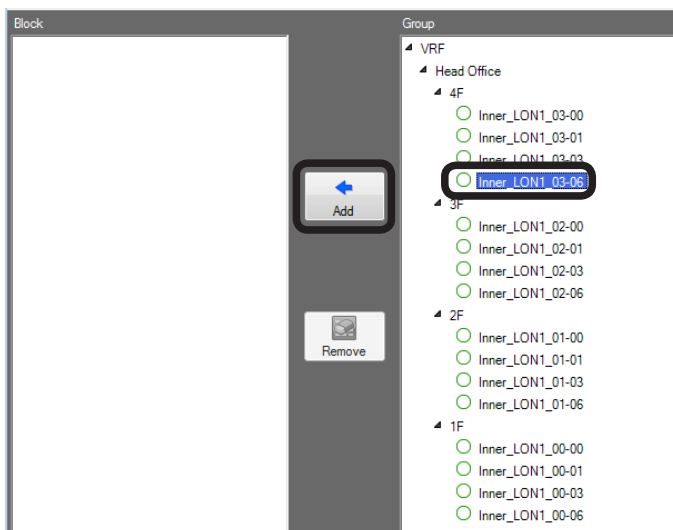 Block
Add
Remove
Group
VRF
Head Office
4F
Inner_LON1_03-00
Inner_LON1_03-01
Inner_LON1_03-03
Inner_LON1_03-06
3F
Inner_LON1_02-00
Inner_LON1_02-01
Inner_LON1_02-03
Inner_LON1_02-06
2F
Inner_LON1_01-00
Inner_LON1_01-01
Inner_LON1_01-03
Inner_LON1_01-06
1F
Inner_LON1_00-00
Inner_LON1_00-01
Inner_LON1_00-03
Inner_LON1_00-06